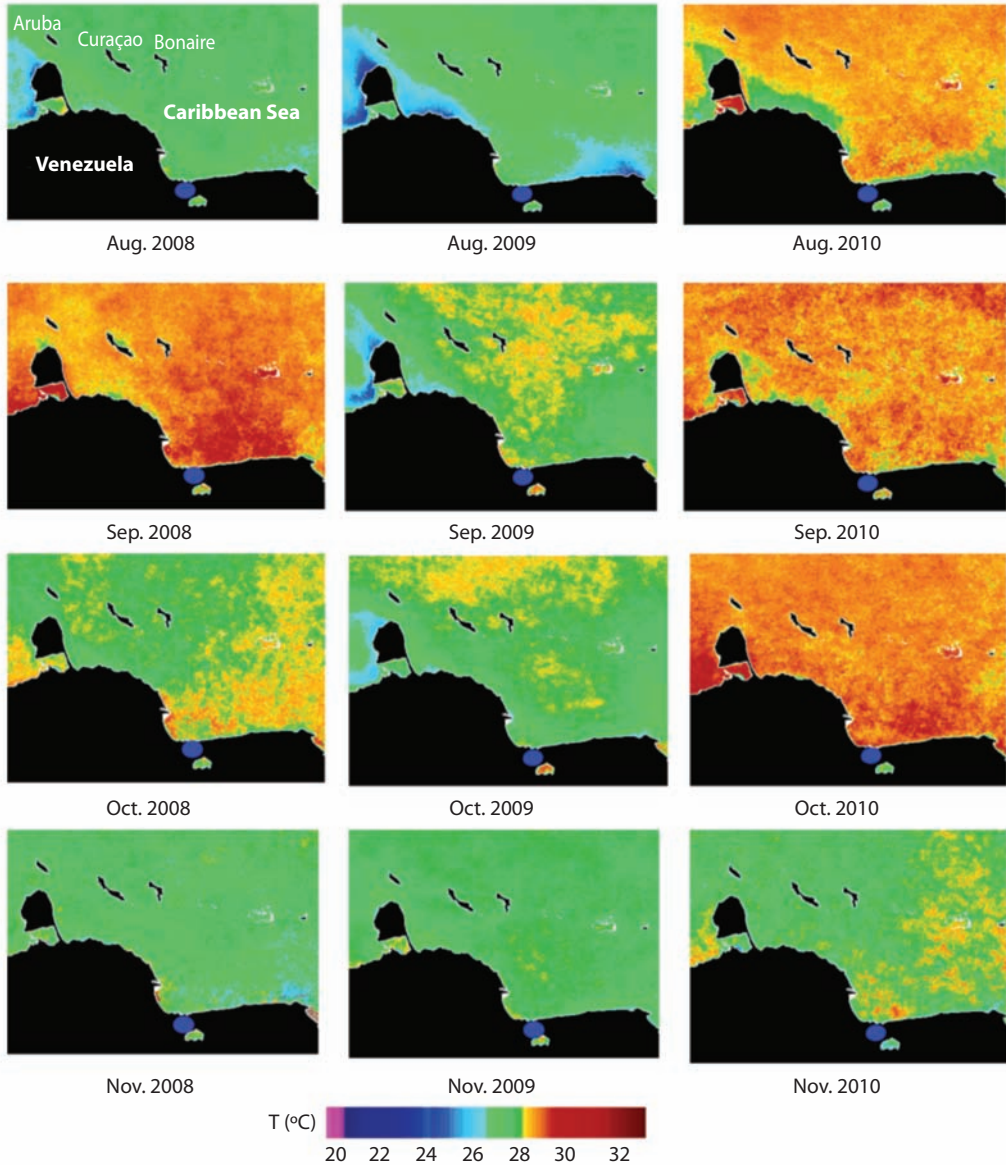 Aruba
Curaçao
Bonaire
Caribbean Sea
Venezuela
Aug. 2008
Aug. 2009
Aug. 2010
Sep. 2008
Sep. 2009
Sep. 2010
Oct. 2008
Oct. 2009
Oct. 2010
Nov. 2008
Nov. 2009
Nov. 2010
T (ºC)
20 22 24 26 28 30 32